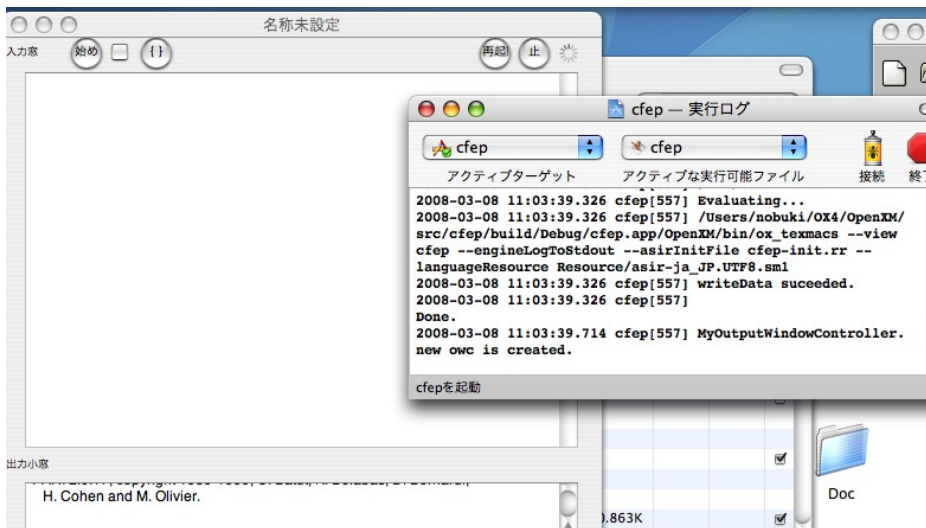 名称未設定
入力窓
始め
{ }
再起
止
cfep — 実行ログ
cfep
cfep
アクティブターゲット
アクティブな実行可能ファイル
接続
終了
2008-03-08 11:03:39.326 cfep[557] Evaluating...
2008-03-08 11:03:39.326 cfep[557] /Users/nobuki/OX4/OpenXM/
src/cfep/build/Debug/cfep.app/OpenXM/bin/ox_texmacs --view
cfep --engineLogToStdout --asirInitFile cfep-init.rr --
languageResource Resource/asir-ja_JP.UTF8.sm1
2008-03-08 11:03:39.326 cfep[557] writeData suceeded.
2008-03-08 11:03:39.326 cfep[557]
Done.
2008-03-08 11:03:39.714 cfep[557] MyOutputWindowController.
new owc is created.
cfepを起動
出力小窓
H. Cohen and M. Olivier.
Doc
0.863K